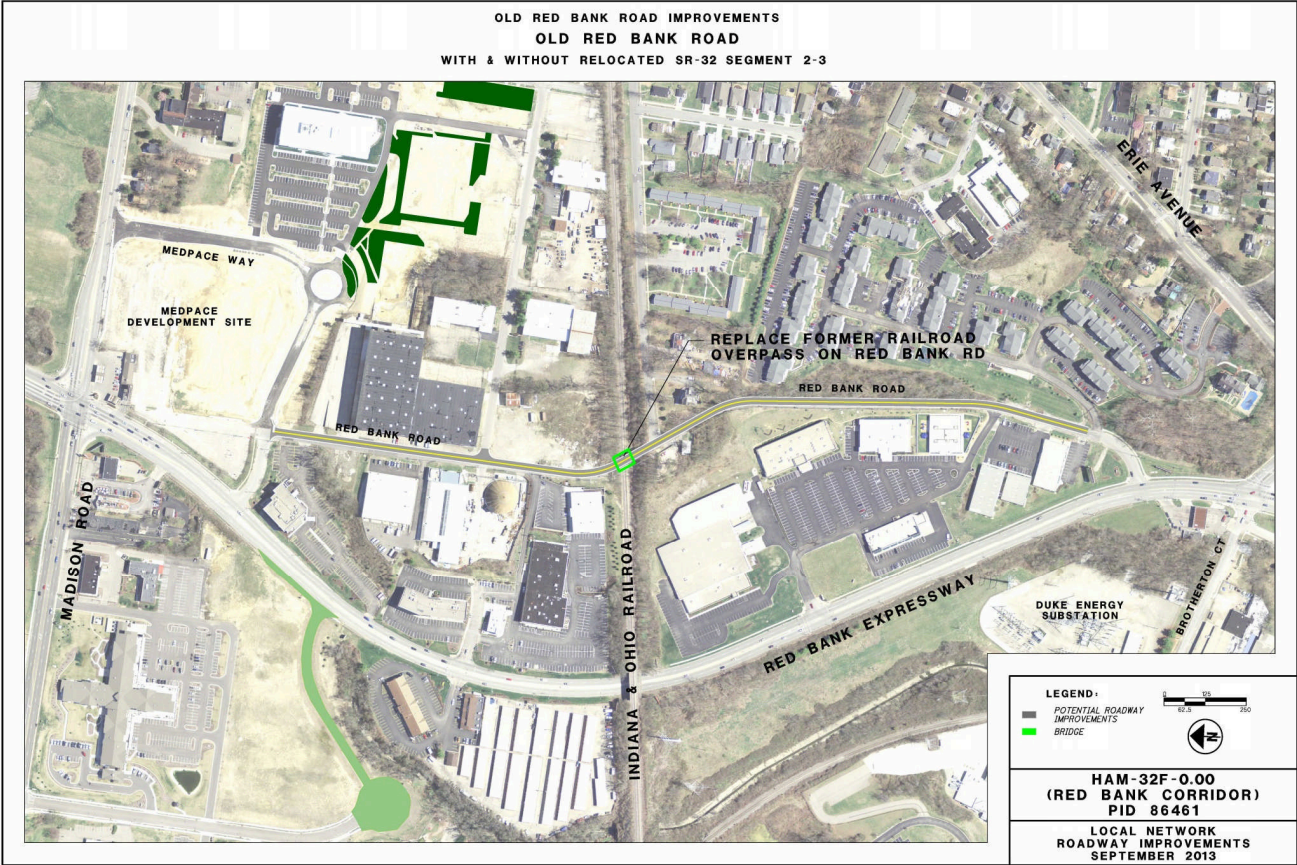 OLD RED BANK ROAD IMPROVEMENTS
OLD RED BANK ROAD
WITH & WITHOUT RELOCATED SR-32 SEGMENT 2-3
ERIE AVENUE
MEDPACE WAY
MEDPACE
DEVELOPMENT SITE
REPLACE FORMER RAILROAD
OVERPASS ON RED BANK RD
RED BANK ROAD
RED BANK ROAD
MADISON ROAD
INDIANA & OHIO RAILROAD
RED BANK EXPRESSWAY
DUKE ENERGY
SUBSTATION
BROTHERTON CT
LEGEND:
POTENTIAL ROADWAY
IMPROVEMENTS
BRIDGE
0 125
62.5 250
N
HAM-32F-0.00
(RED BANK CORRIDOR)
PID 86461
LOCAL NETWORK
ROADWAY IMPROVEMENTS
SEPTEMBER 2013